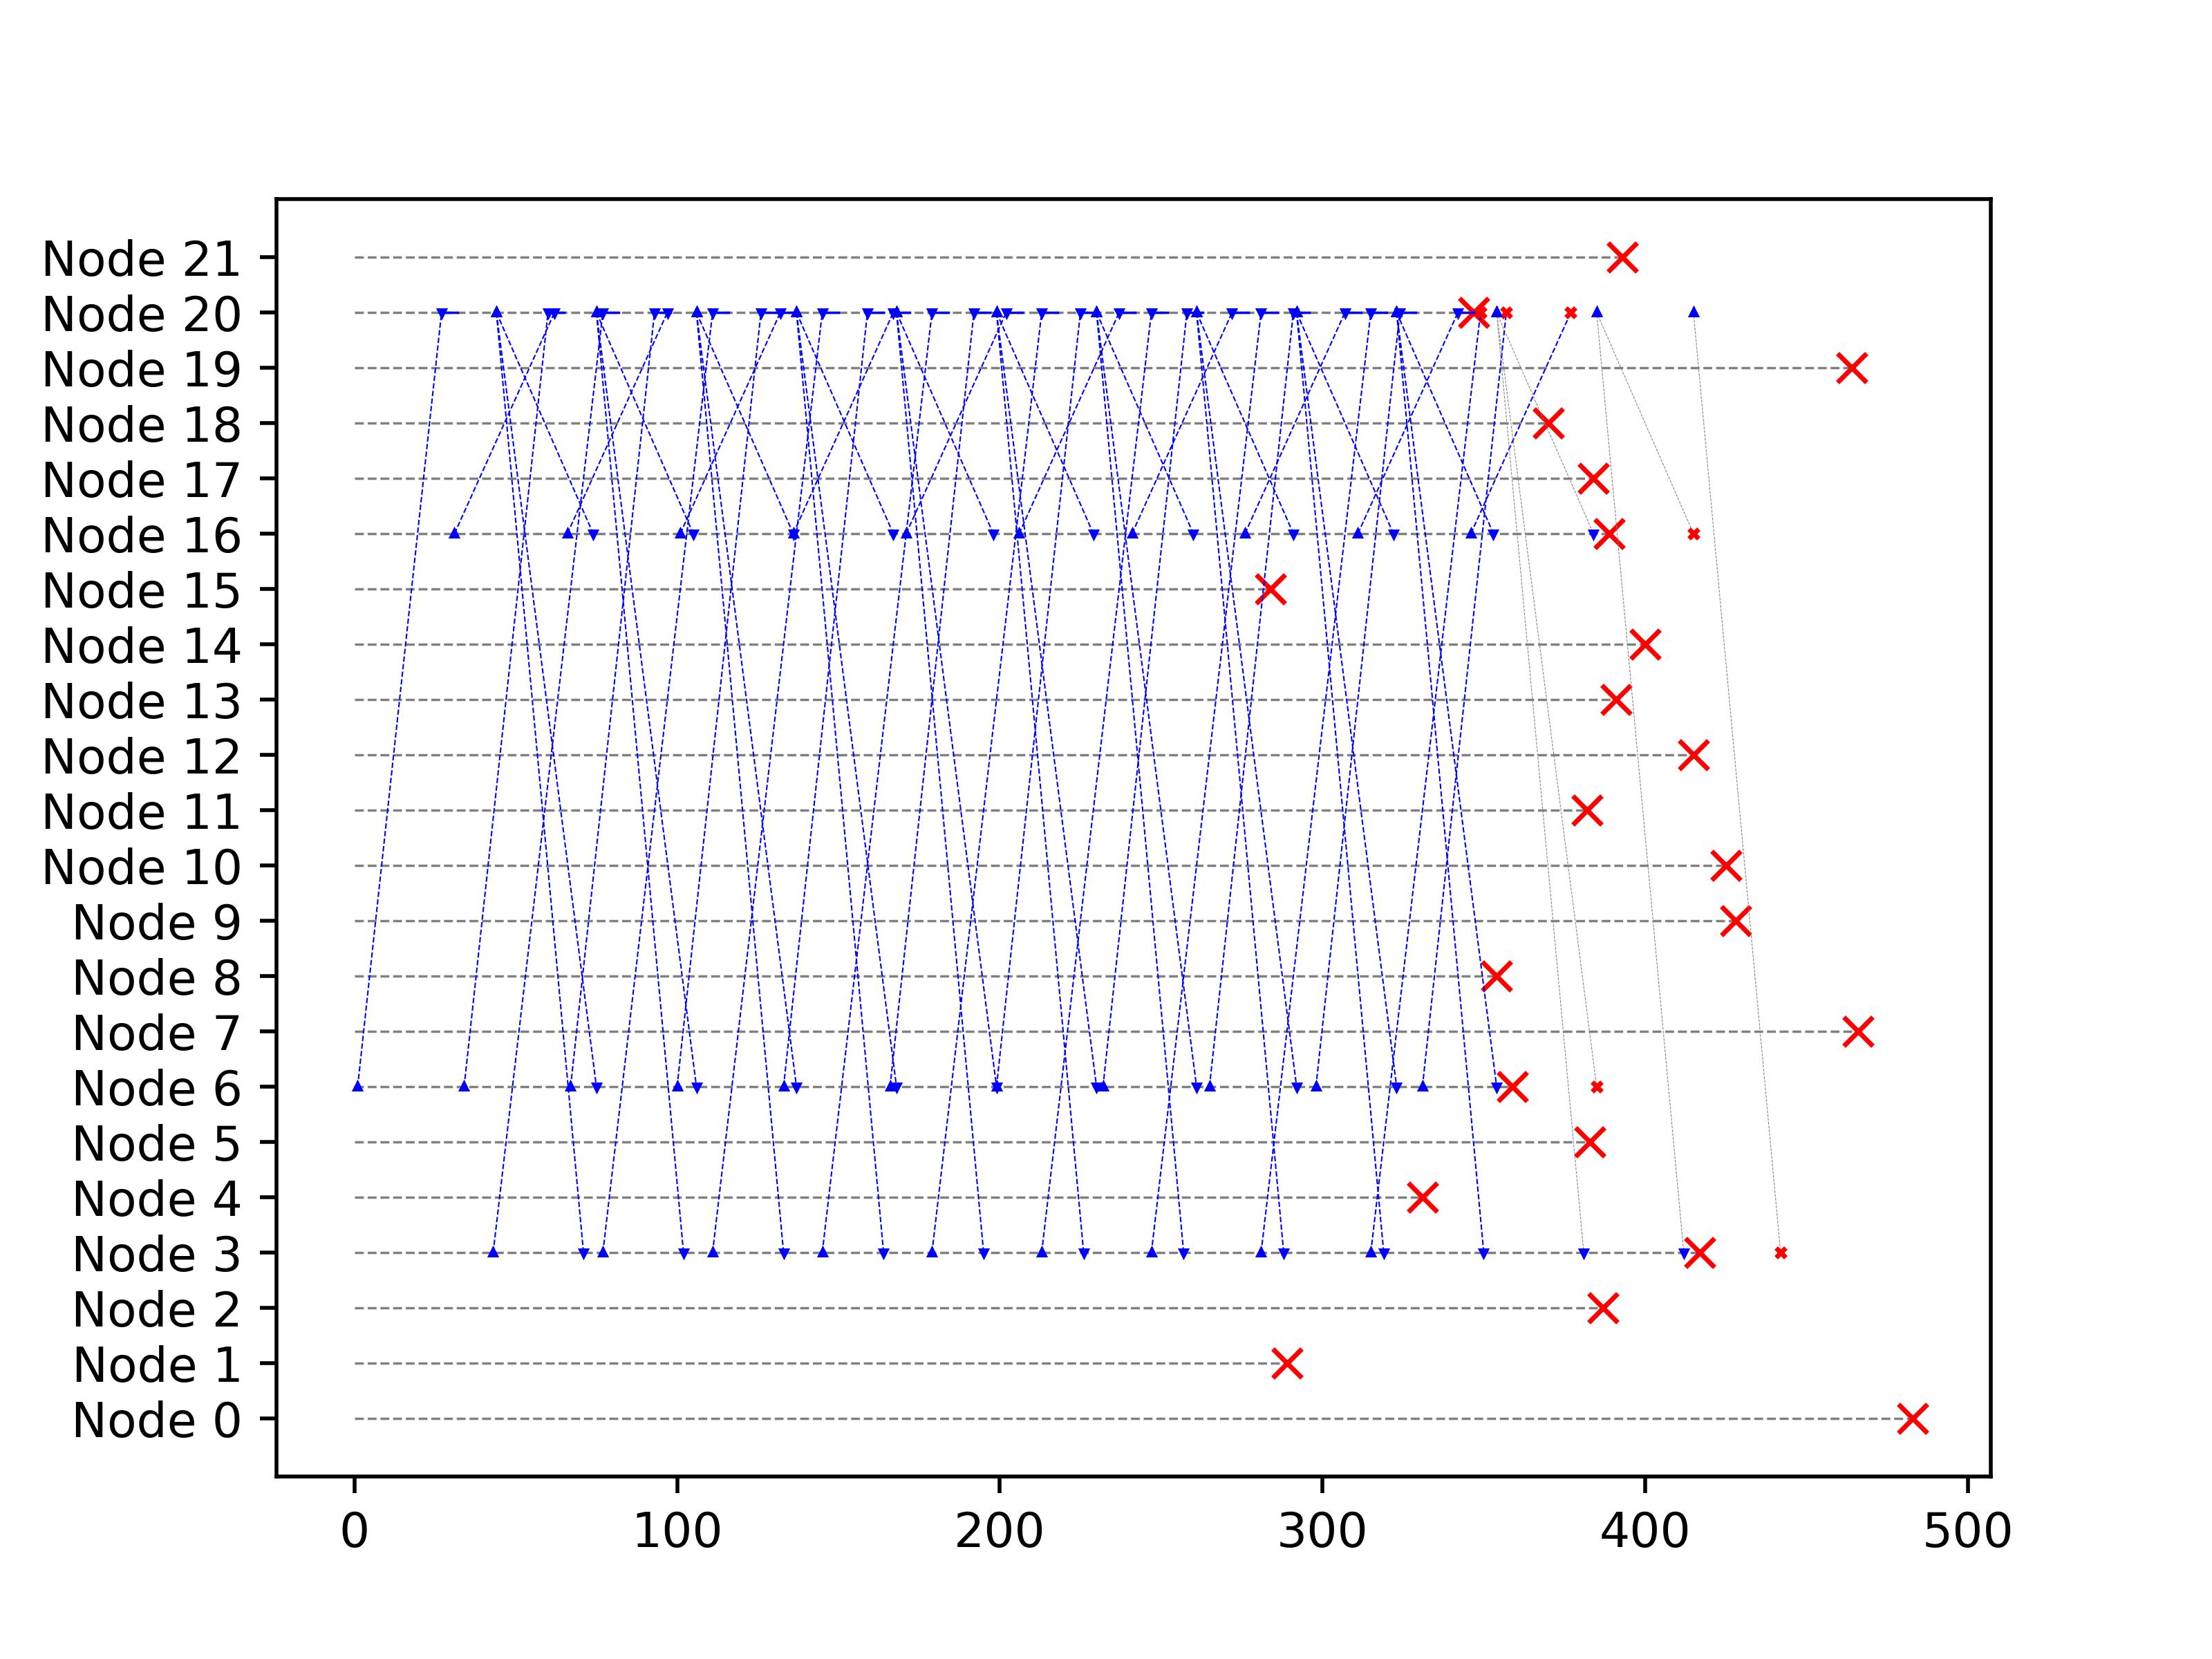 Node 21
Node 20
Node 19
Node 18
Node 17
Node 16
Node 15
Node 14
Node 13
Node 12
Node 11
Node 10
Node 9
Node 8
Node 7
Node 6
Node 5
Node 4
Node 3
Node 2
Node 1
Node 0
0 100 200 300 400 500